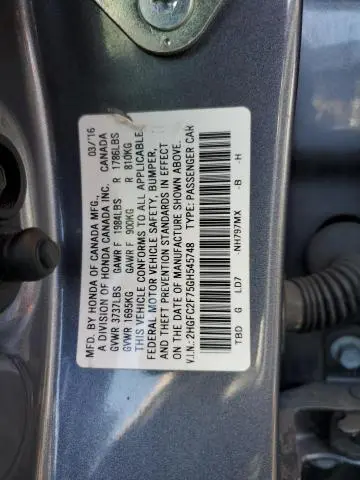 MFD. BY HONDA OF CANADA MFG., 03/16
A DIVISION OF HONDA CANADA INC. CANADA
GVWR 3737LBS GAWR F 1984LBS R 1786LBS
GVWR 1695KG GAWR F 900KG R 810KG
THIS VEHICLE CONFORMS TO ALL APPLICABLE
FEDERAL MOTOR VEHICLE SAFETY, BUMPER,
AND THEFT PREVENTION STANDARDS IN EFFECT
ON THE DATE OF MANUFACTURE SHOWN ABOVE.
V.I.N.: 2HGFC2F75GH545748 TYPE: PASSENGER CAR
TBD G LD7 -NH797MX -B -H